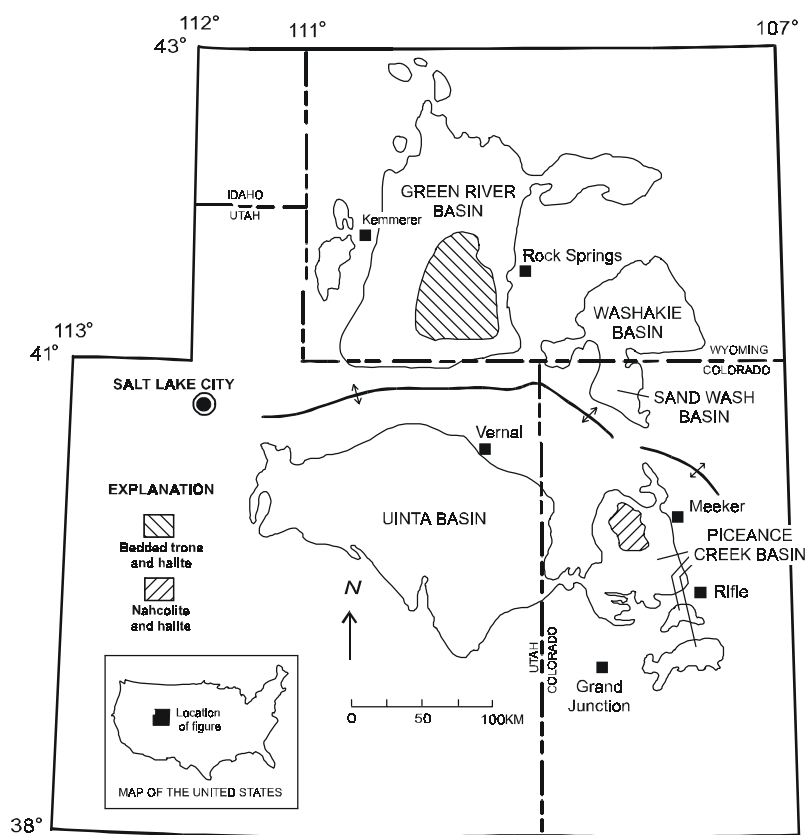 112°
111°
107°
43°
GREEN RIVER
BASIN
IDAHO
UTAH
Kemmerer
Rock Springs
WASHAKIE
BASIN
113°
41°
WYOMING
COLORADO
SALT LAKE CITY
SAND WASH
BASIN
Vernal
EXPLANATION
Bedded trona
and halite
Nahcolite
and halite
UINTA BASIN
Meeker
PICEANCE
CREEK BASIN
N
Rifle
UTAH
COLORADO
Grand
Junction
0 50 100KM
Location
of figure
MAP OF THE UNITED STATES
38°